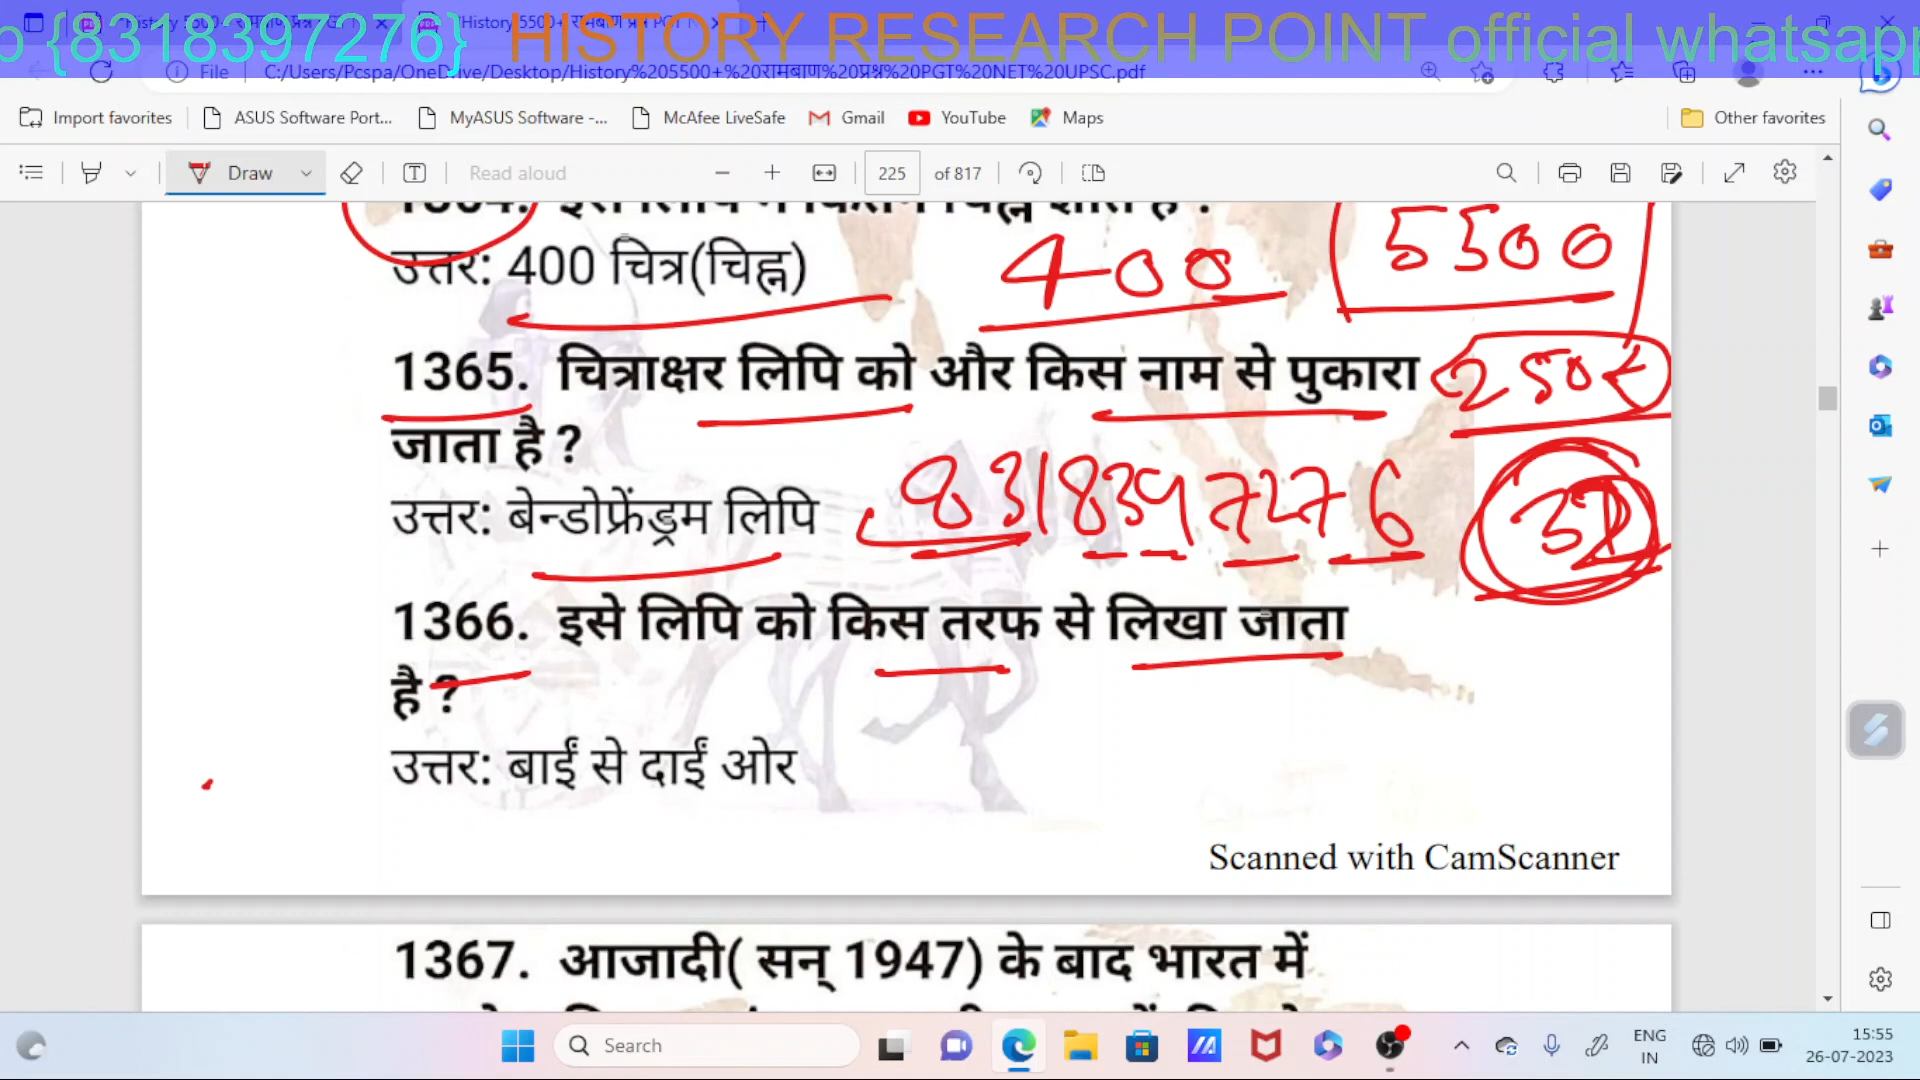 {8318397276} HISTORY RESEARCH POINT official whatsapp
File C:/Users/Pcspa/OneDrive/Desktop/History%205500+%20रामबाण%20प्रश्न%20PGT%20NET%20UPSC.pdf
Import favorites ASUS Software Port... MyASUS Software -... McAfee LiveSafe Gmail YouTube Maps Other favorites
Draw T Read aloud 225 of 817
उत्तर: 400 चित्र(चिह्न) 400 5500
1365. चित्राक्षर लिपि को और किस नाम से पुकारा
जाता है ?
उत्तर: बेन्डोफ्रेंड्रम लिपि 8318397276
1366. इसे लिपि को किस तरफ से लिखा जाता
है ?
उत्तर: बाईं से दाईं ओर
Scanned with CamScanner
1367. आजादी( सन् 1947) के बाद भारत में
Search ENG IN 15:55 26-07-2023